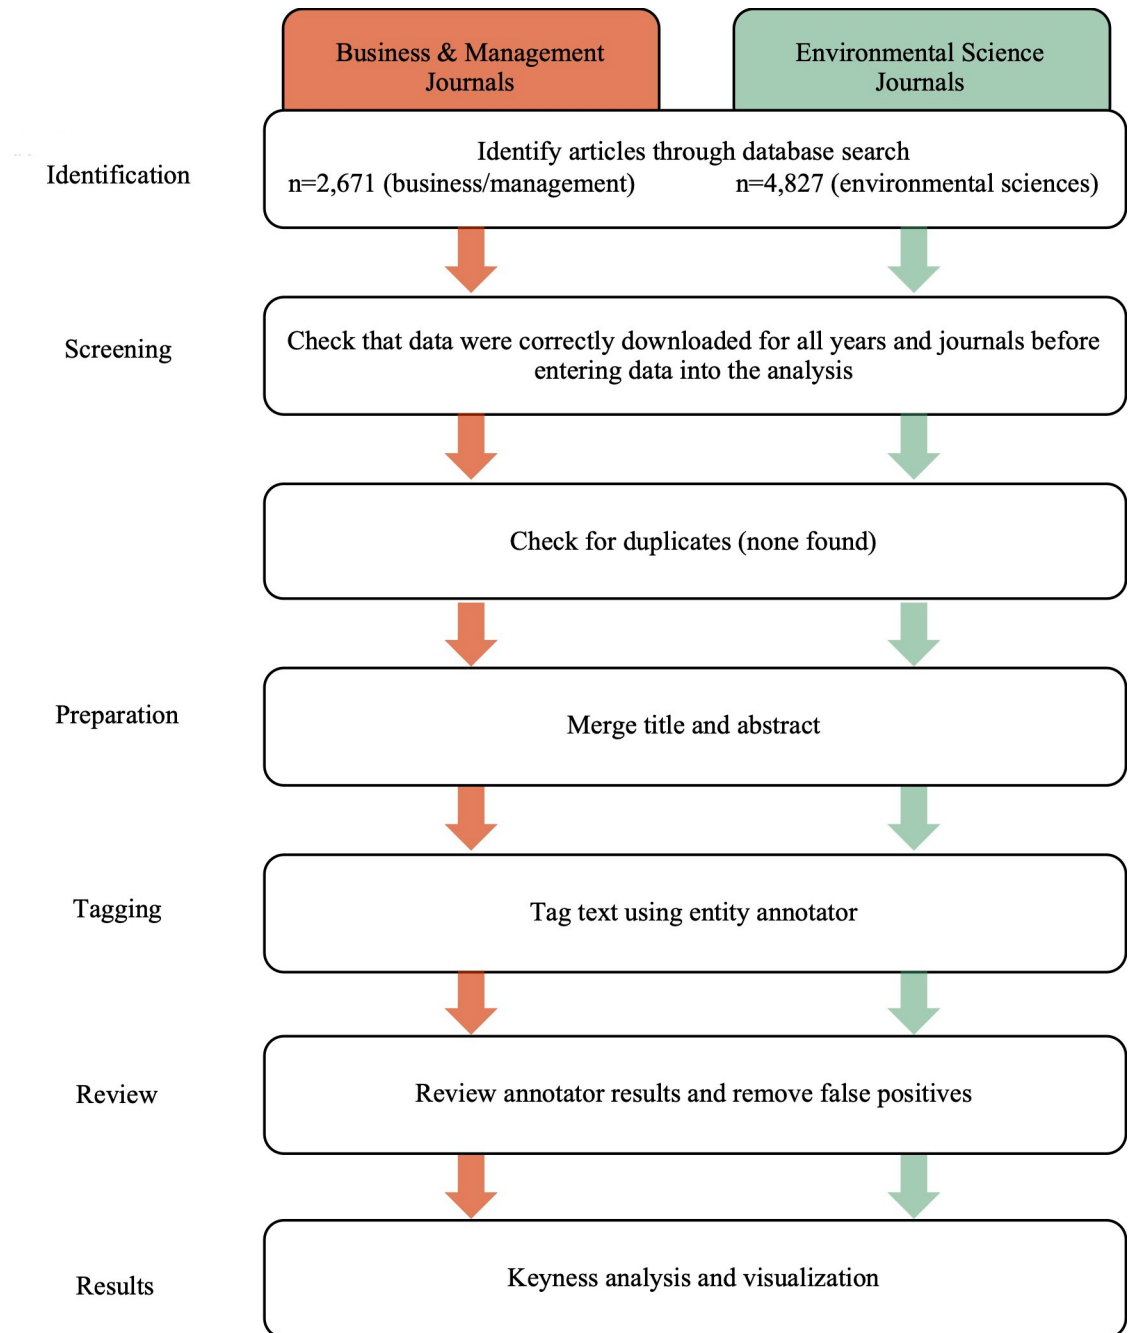 Business & Management
Journals
Environmental Science
Journals
Identification
Identify articles through database search
n=2,671 (business/management)
n=4,827 (environmental sciences)
Screening
Check that data were correctly downloaded for all years and journals before
entering data into the analysis
Check for duplicates (none found)
Preparation
Merge title and abstract
Tagging
Tag text using entity annotator
Review
Review annotator results and remove false positives
Results
Keyness analysis and visualization